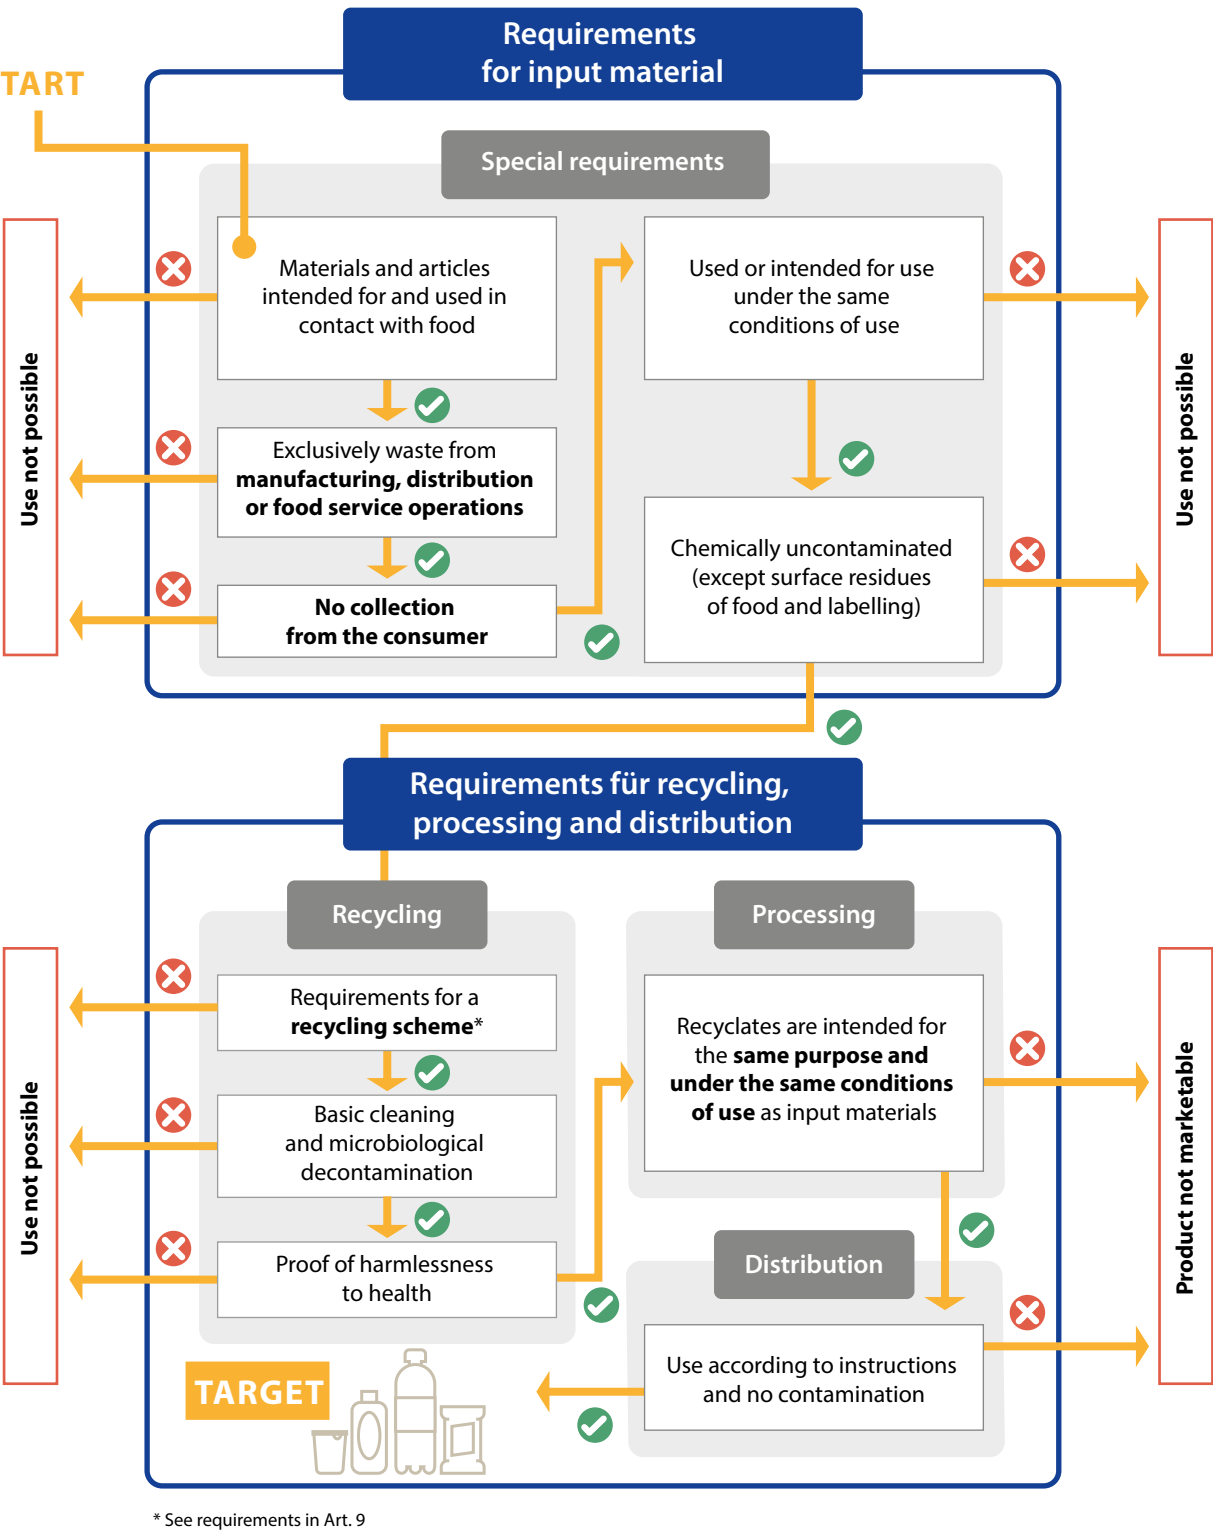 Requirements
for input material
TART
Special requirements
Materials and articles
intended for and used in
contact with food
Exclusively waste from
manufacturing, distribution
or food service operations
No collection
from the consumer
Used or intended for use
under the same
conditions of use
Chemically uncontaminated
(except surface residues
of food and labelling)
Use not possible
Use not possible
Requirements für recycling,
processing and distribution
Recycling
Requirements for a
recycling scheme*
Basic cleaning
and microbiological
decontamination
Proof of harmlessness
to health
Processing
Recyclates are intended for
the same purpose and
under the same conditions
of use as input materials
Distribution
Use according to instructions
and no contamination
Use not possible
Product not marketable
TARGET
* See requirements in Art. 9